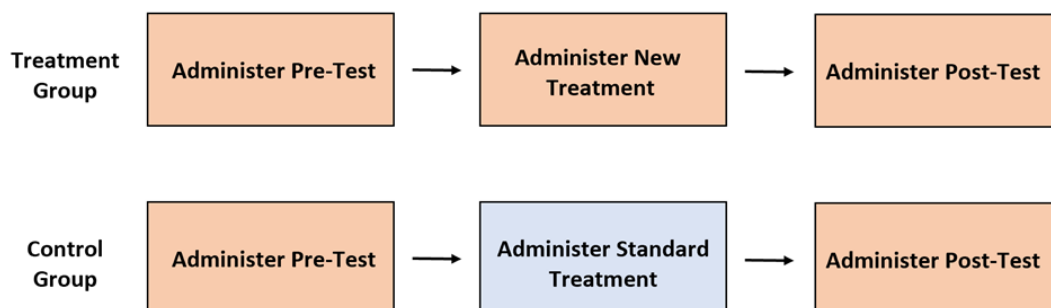 Treatment
Group
Administer Pre-Test
Administer New
Treatment
Administer Post-Test
Control
Group
Administer Pre-Test
Administer Standard
Treatment
Administer Post-Test